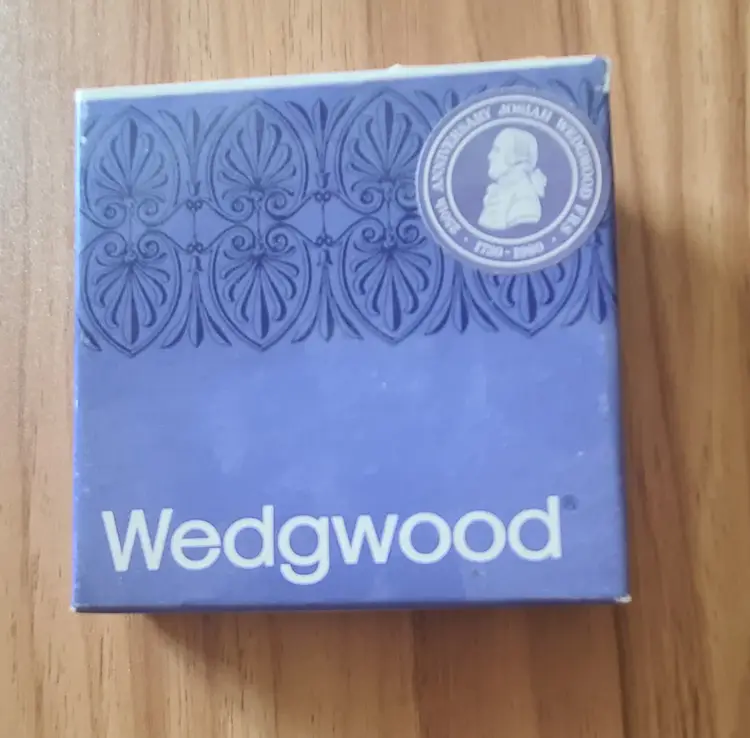 250th ANNIVERSARY JOSIAH WEDGWOOD FRS
· 1730-1980 ·
Wedgwood®